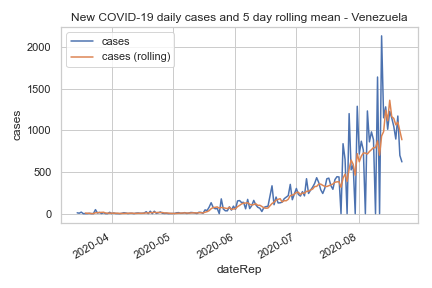 New COVID-19 daily cases and 5 day rolling mean - Venezuela
cases
cases (rolling)
2000
1500
1000
500
0
cases
2020-04
2020-05
2020-06
2020-07
2020-08
dateRep